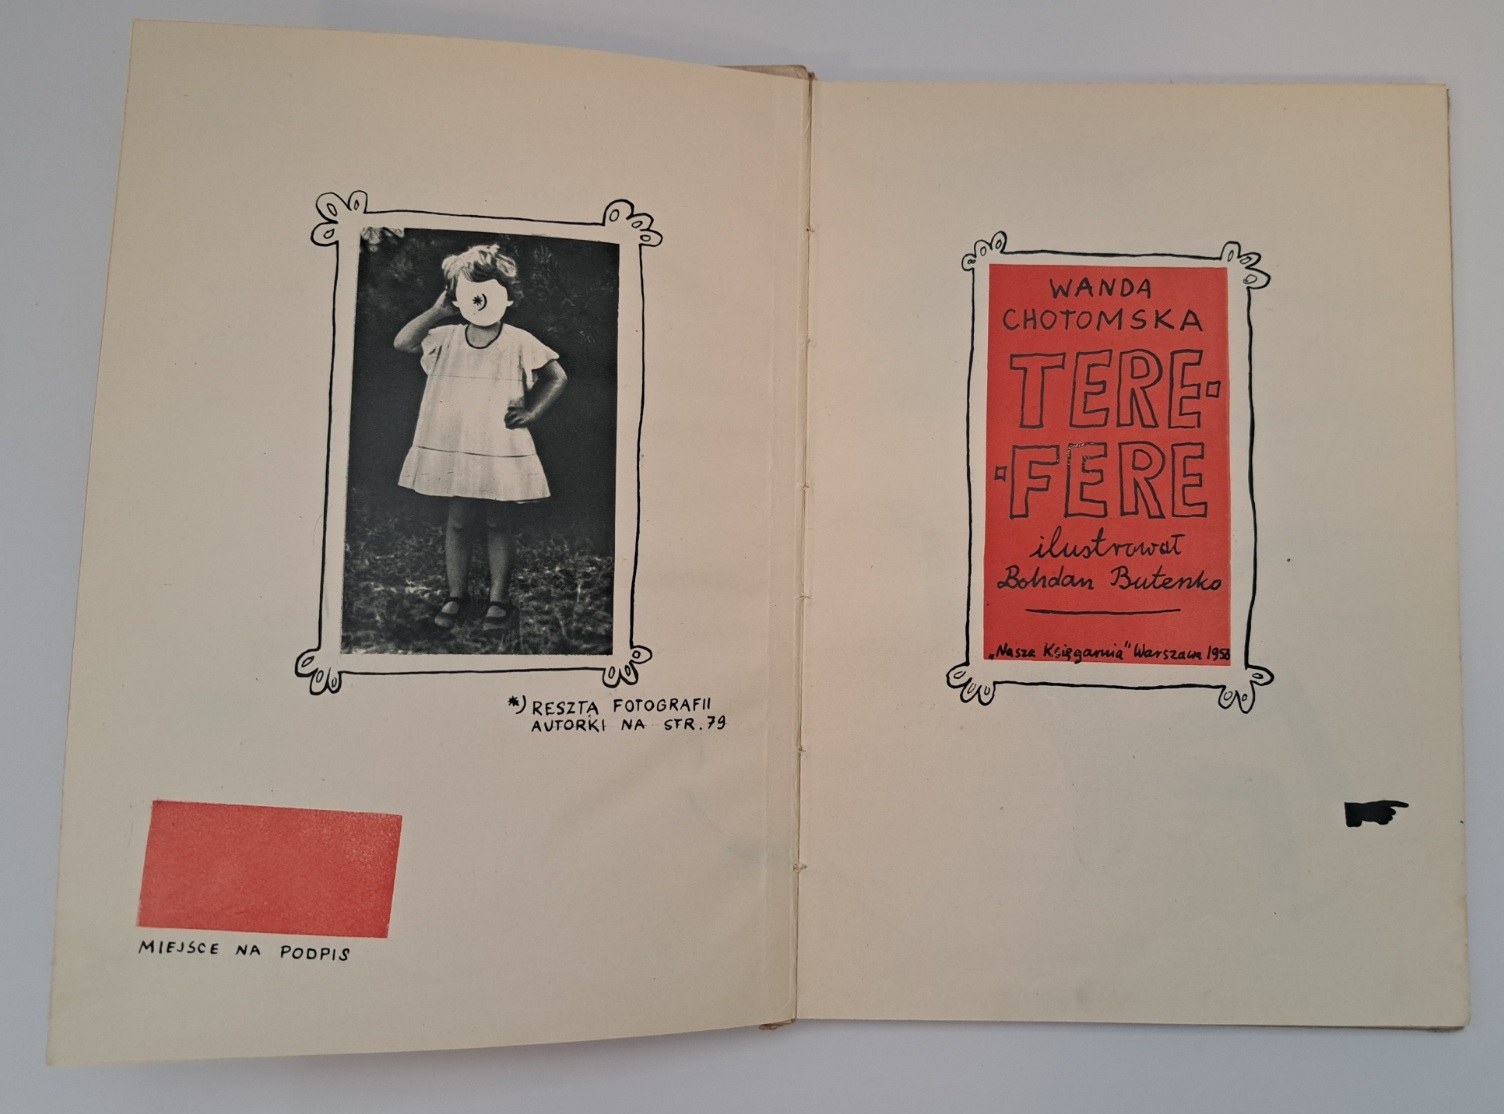 *)
*) RESZTA FOTOGRAFII
AUTORKI NA STR. 79
MIEJSCE NA PODPIS
WANDA
CHOTOMSKA
TERE-
-FERE
ilustrował
Bohdan Butenko
„Nasza Księgarnia" Warszawa 1958